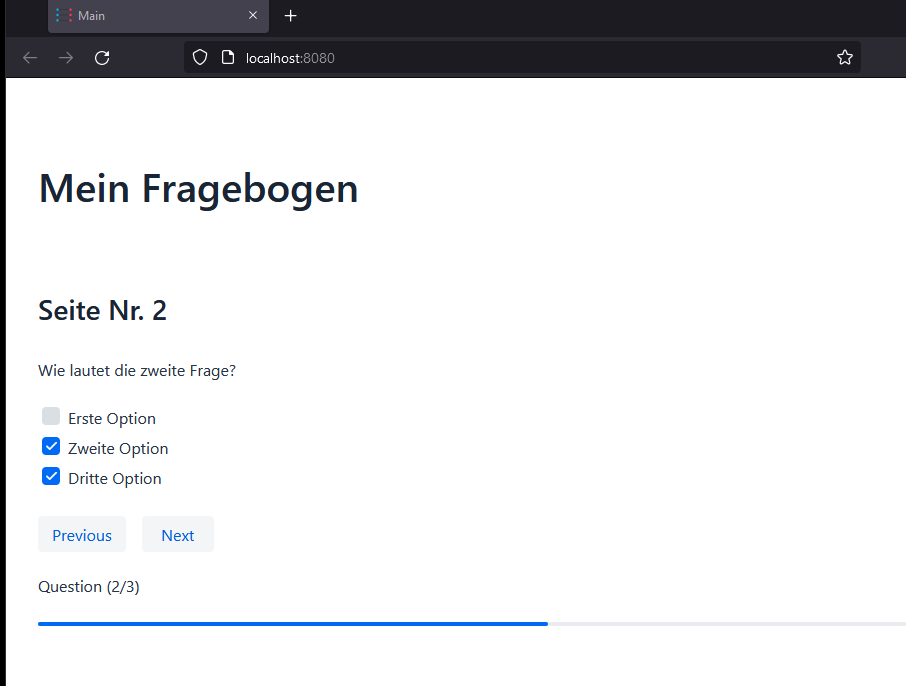 Main
localhost:8080
Mein Fragebogen
Seite Nr. 2
Wie lautet die zweite Frage?
Erste Option
Zweite Option
Dritte Option
Previous Next
Question (2/3)